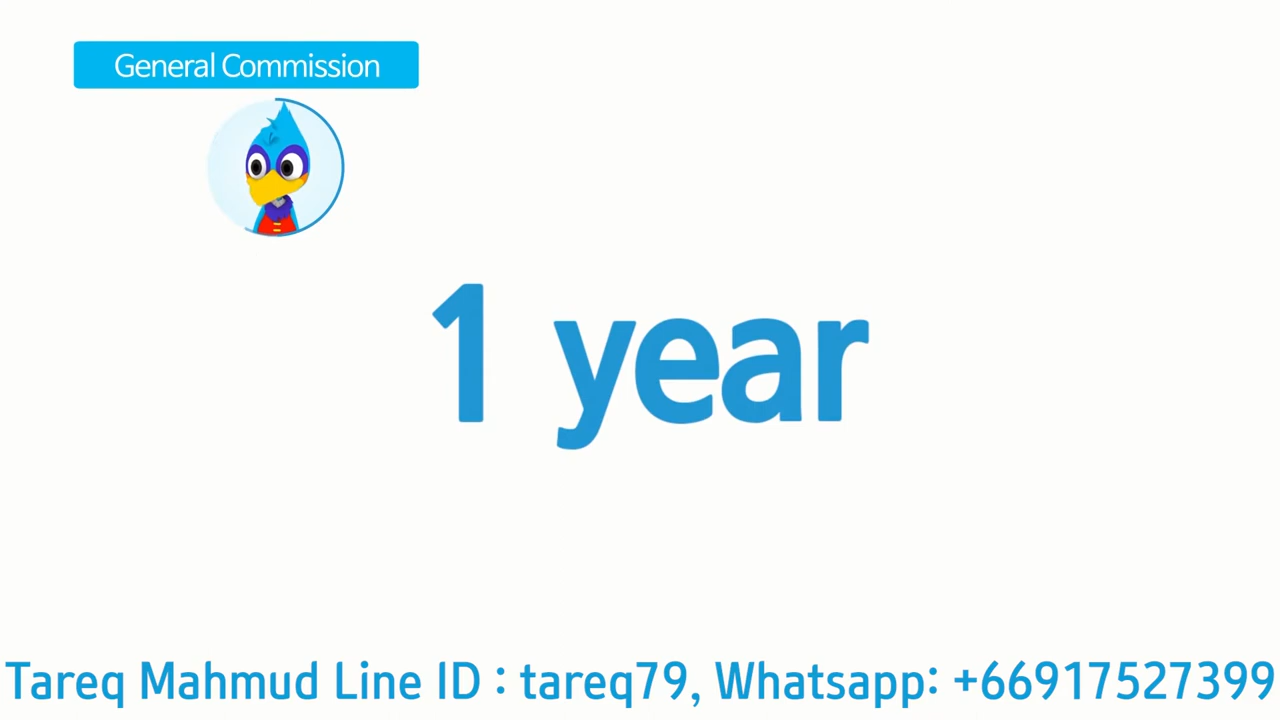 General Commission
1 year
Tareq Mahmud Line ID : tareq79, Whatsapp: +66917527399